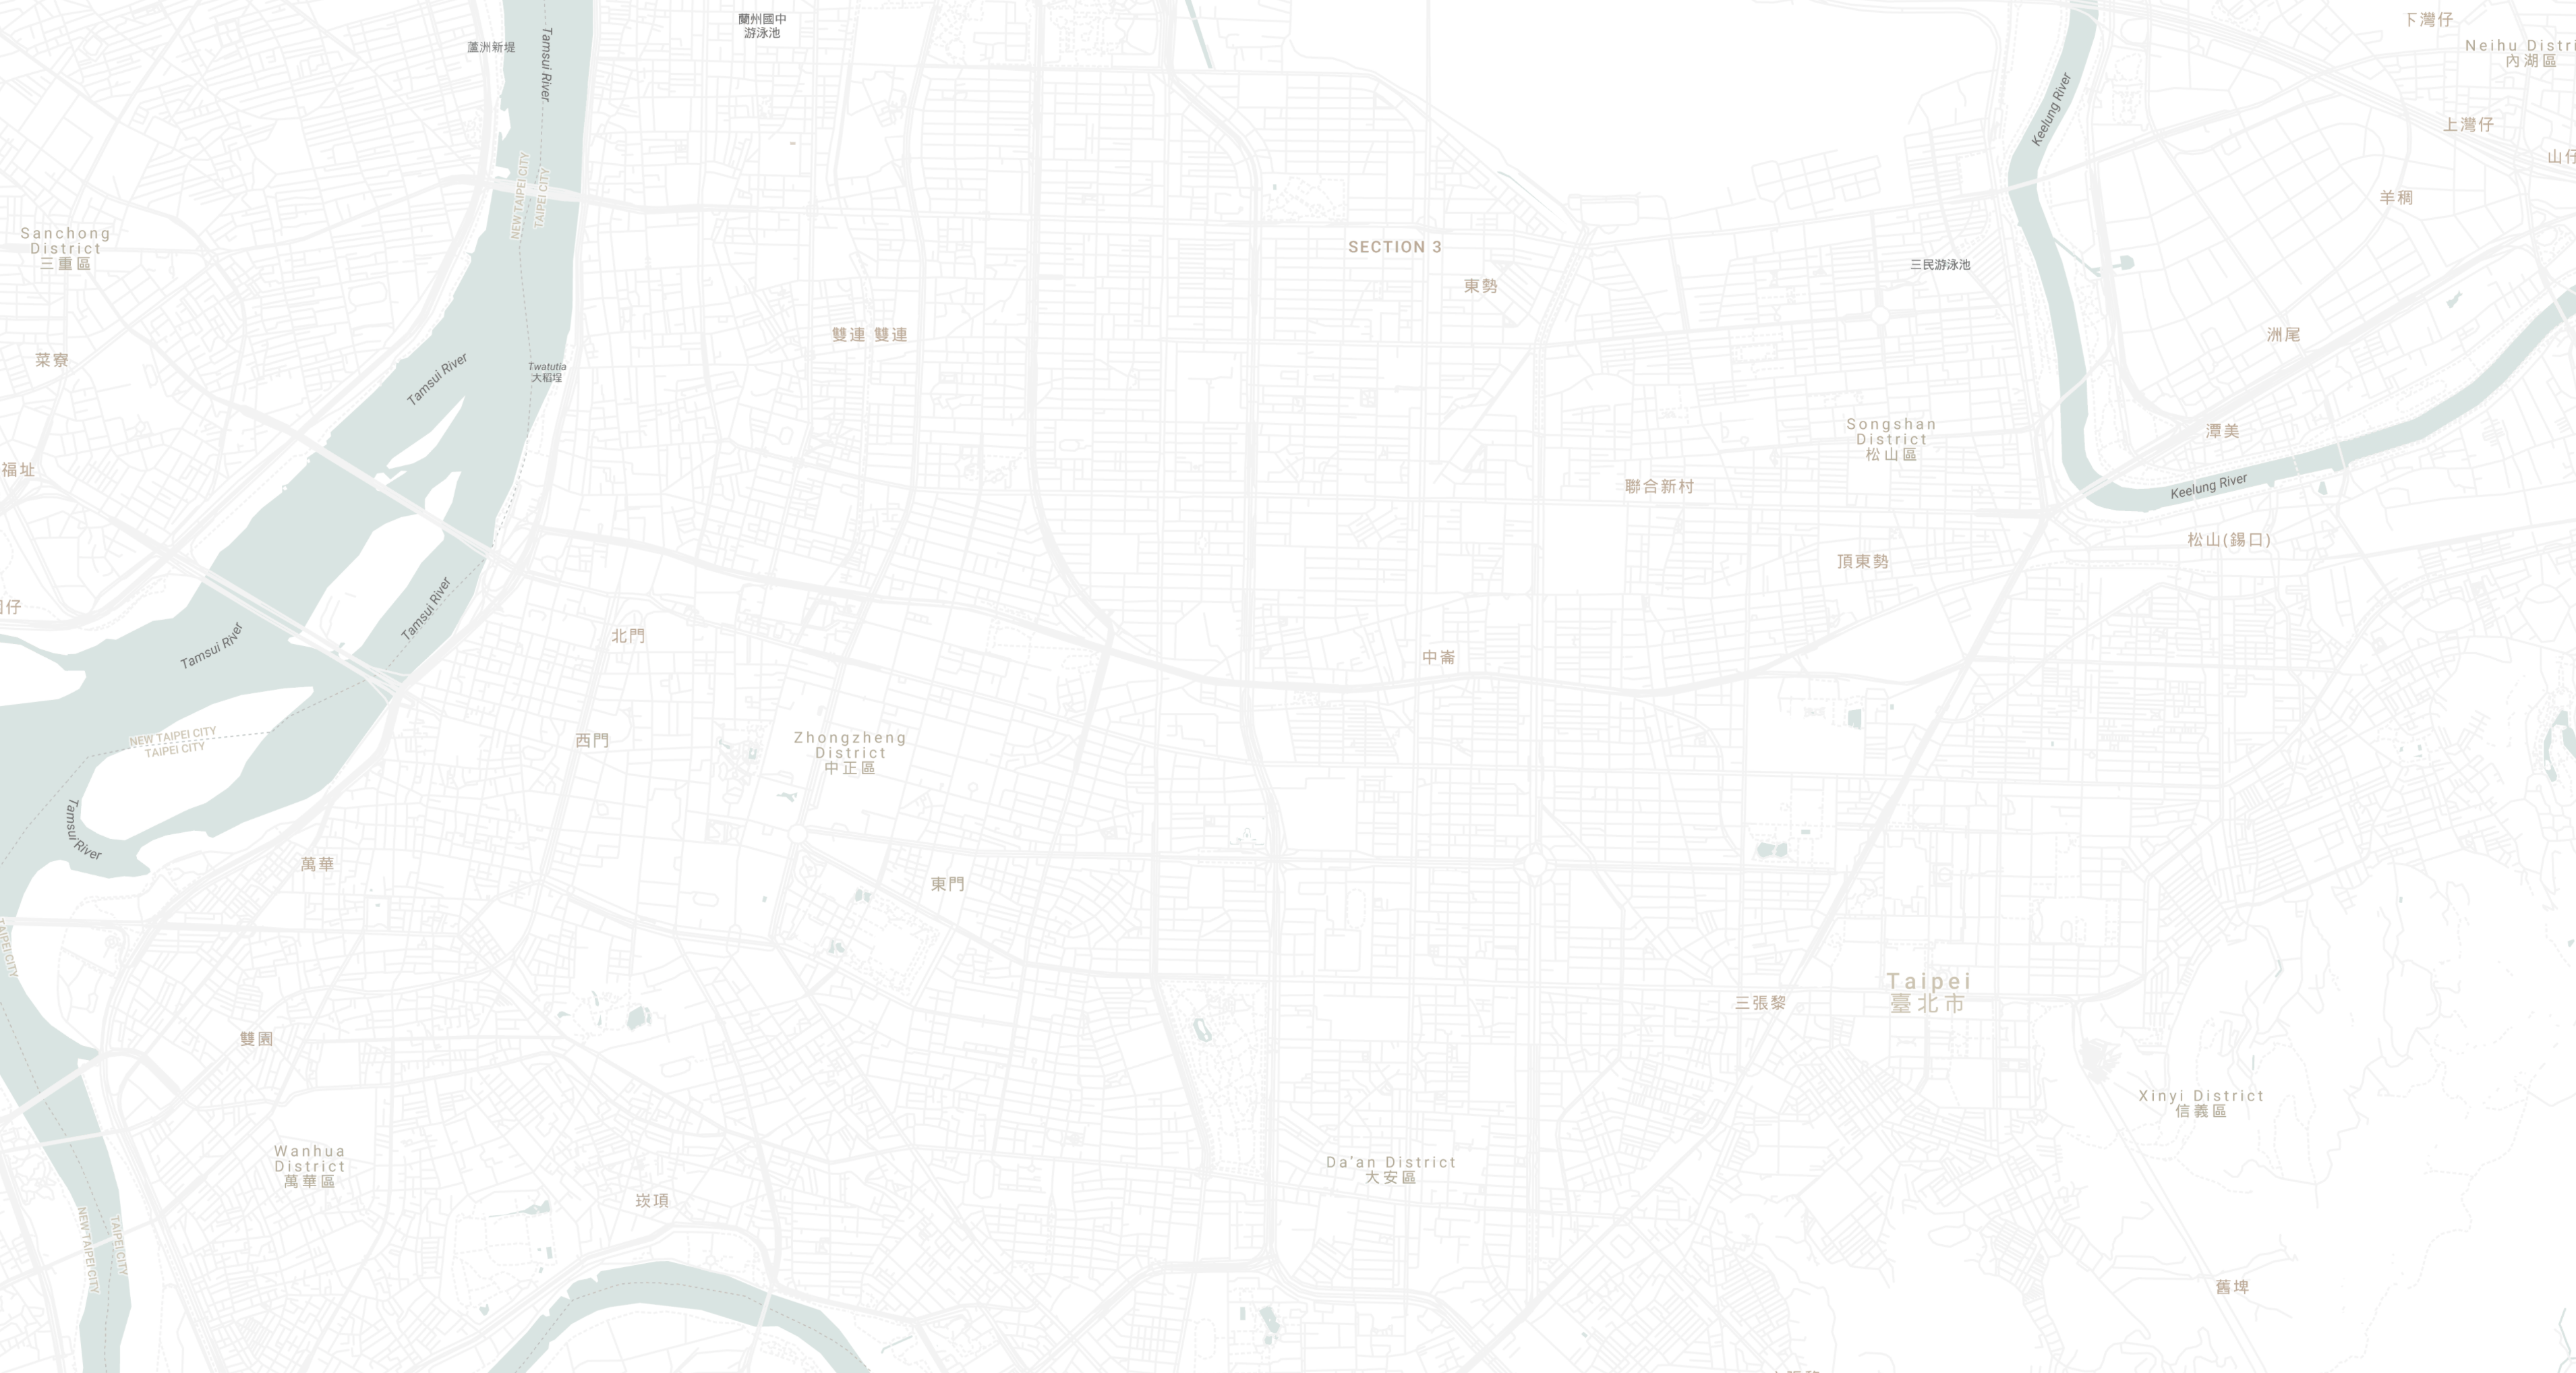 蘭州國中
游泳池
下灣仔
蘆洲新堤
Tamsui River
Neihu Distri
內湖區
Keelung River
上灣仔
山仔
NEW TAIPEI CITY
TAIPEI CITY
羊稠
Sanchong
District
三重區
SECTION 3
三民游泳池
東勢
雙連 雙連
洲尾
菜寮
Tamsui River
Twatutia
大稻埕
Songshan
District
松山區
潭美
福址
聯合新村
Keelung River
松山(錫口)
頂東勢
仔
Tamsui River
Tamsui River
北門
中崙
NEW TAIPEI CITY
TAIPEI CITY
西門
Zhongzheng
District
中正區
Tamsui River
萬華
東門
TAIPEI CITY
Taipei
臺北市
三張黎
雙園
Xinyi District
信義區
Wanhua
District
萬華區
Da'an District
大安區
崁項
NEW TAIPEI CITY
TAIPEI CITY
舊埤